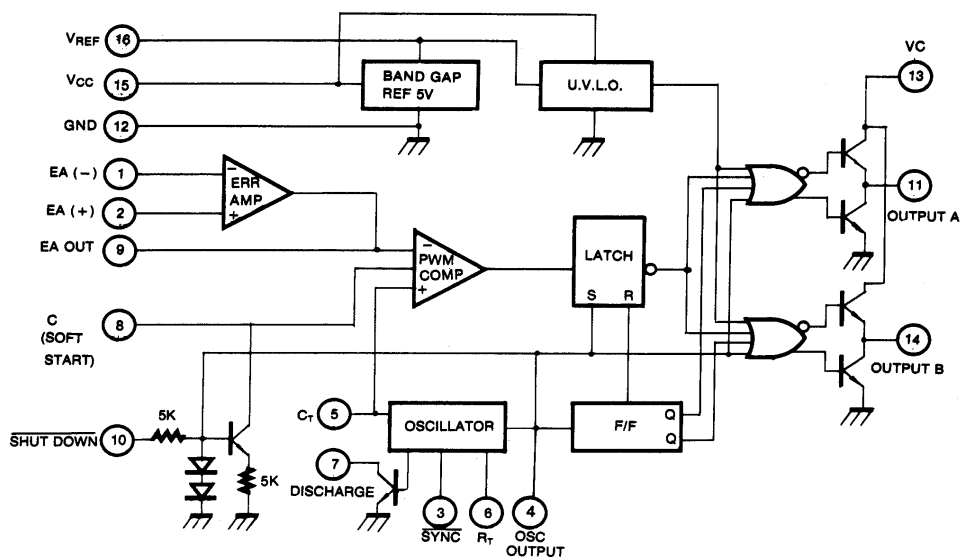 VREF 16
VCC 15
GND 12
EA (−) 1
EA (+) 2
EA OUT 9
C
(SOFT
START)
8
SHUT DOWN 10
5K
5K
BAND GAP
REF 5V
U.V.L.O.
−
ERR
AMP
+
−
PWM
COMP
+
LATCH
S R
CT 5
OSCILLATOR
F/F
Q
Q
7
DISCHARGE
3
SYNC
6
RT
4
OSC
OUTPUT
VC
13
11
OUTPUT A
14
OUTPUT B